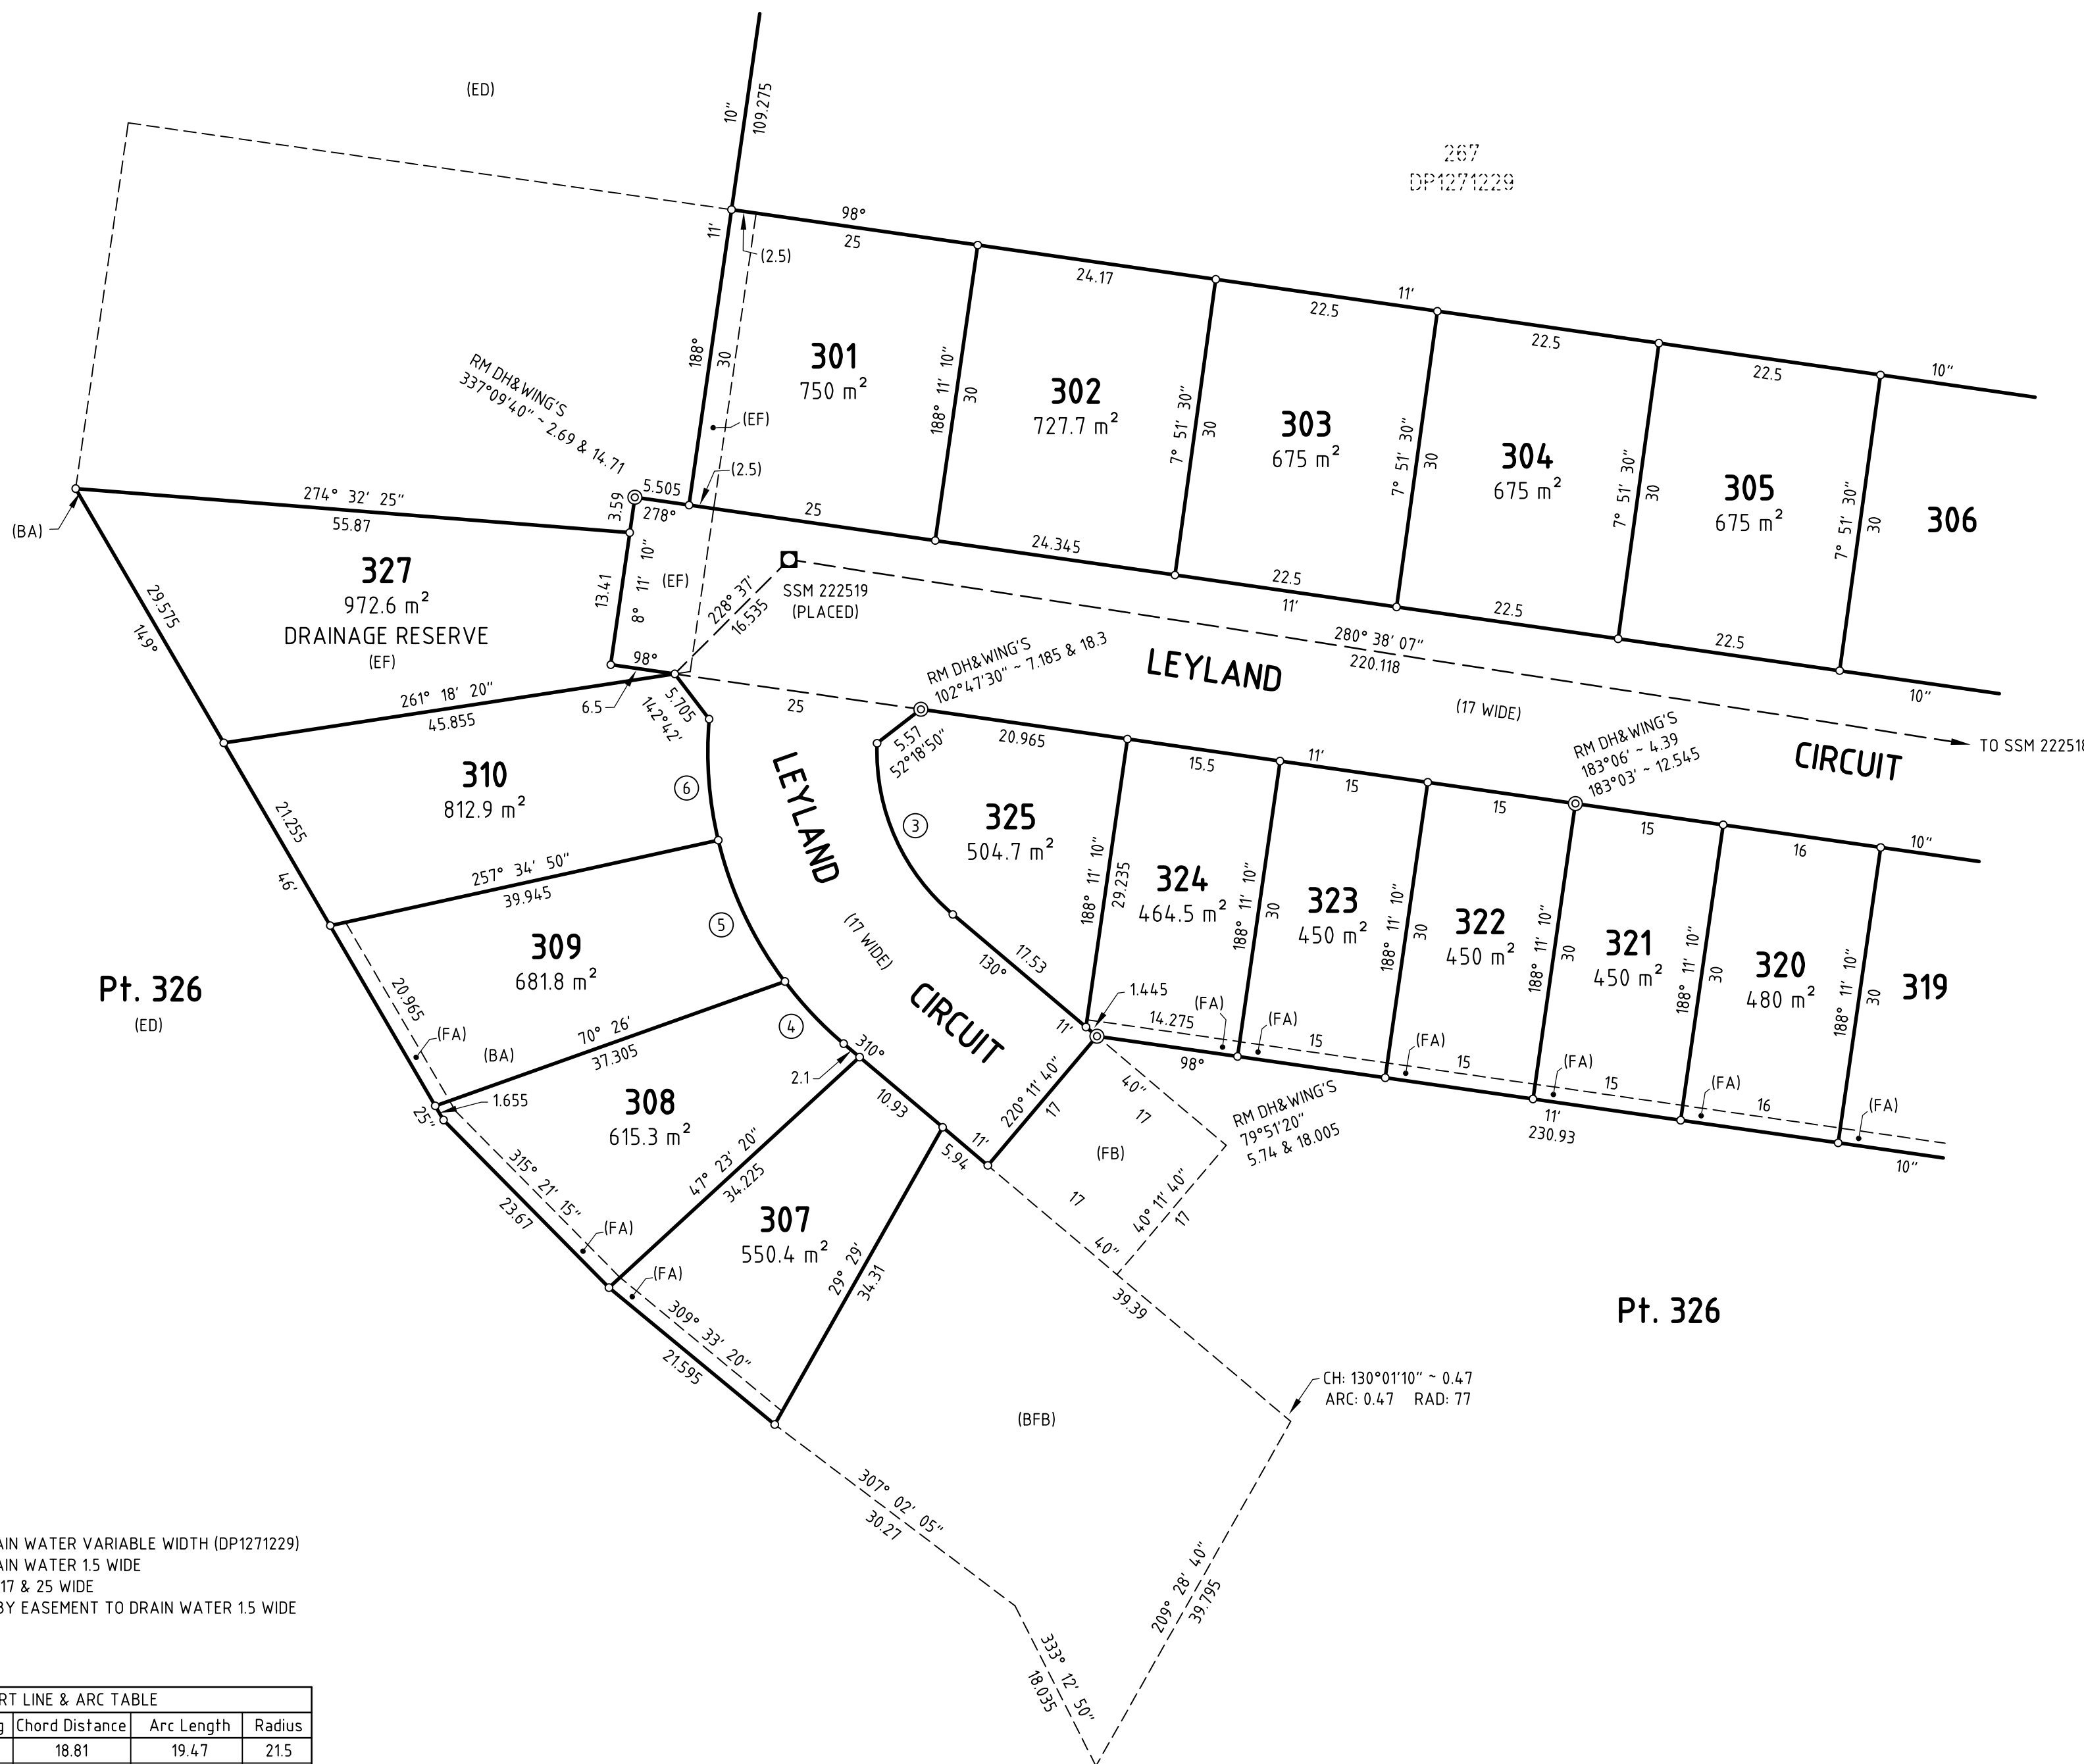 (ED)
10"
109.275
267
DP1271229
98°
25
11'
(2.5)
24.17
11'
22.5
22.5
22.5
10"
188°
30
301
750 m²
188° 11' 10"
30
302
727.7 m²
7° 51' 30"
30
303
675 m²
7° 51' 30"
30
304
675 m²
7° 51' 30"
30
305
675 m²
7° 51' 30"
30
306
RM DH&WING'S
337°09'40" ~ 2.69 & 14.71
(EF)
(2.5)
5.505
278°
3.59
25
24.345
22.5
11'
22.5
22.5
10"
274° 32' 25"
55.87
(BA)
327
972.6 m²
DRAINAGE RESERVE
(EF)
13.41
8° 11' 10"
(EF)
228° 37'
16.535
SSM 222519
(PLACED)
280° 38' 07"
220.118
LEYLAND
(17 WIDE)
CIRCUIT
TO SSM 222518
29.575
149°
98°
6.5
261° 18' 20"
45.855
5.705
142°42'
25
RM DH&WING'S
102°47'30" ~ 7.185 & 18.3
5.57
52°18'50"
20.965
15.5
11'
15
15
RM DH&WING'S
183°06' ~ 4.39
183°03' ~ 12.545
15
16
10"
310
812.9 m²
6
21.255
46'
257° 34' 50"
39.945
LEYLAND
(17 WIDE)
CIRCUIT
3
325
504.7 m²
188° 11' 10"
29.235
324
464.5 m²
188° 11' 10"
30
323
450 m²
188° 11' 10"
30
322
450 m²
188° 11' 10"
30
321
450 m²
188° 11' 10"
30
320
480 m²
188° 11' 10"
30
319
5
309
681.8 m²
20.965
(FA)
(BA)
Pt. 326
(ED)
17.53
130°
11'
1.445
14.275
(FA)
(FA)
15
(FA)
15
(FA)
15
(FA)
16
(FA)
98°
11'
230.93
10"
70° 26'
37.305
4
310°
2.1
1.655
25"
308
615.3 m²
10.93
11'
5.94
220° 11' 40"
17
40"
17
RM DH&WING'S
79°51'20"
5.74 & 18.005
(FB)
17
40° 11' 40"
17
40"
39.39
315° 21' 15"
23.67
(FA)
47° 23' 20"
34.225
307
550.4 m²
(FA)
309° 33' 20"
21.595
29° 29'
34.31
Pt. 326
CH: 130°01'10" ~ 0.47
ARC: 0.47 RAD: 77
(BFB)
307° 02' 05"
30.27
209° 28' 40"
39.795
333° 12' 50"
18.035
AIN WATER VARIABLE WIDTH (DP1271229)
AIN WATER 1.5 WIDE
17 & 25 WIDE
BY EASEMENT TO DRAIN WATER 1.5 WIDE
RT LINE & ARC TABLE
g Chord Distance Arc Length Radius
18.81 19.47 21.5